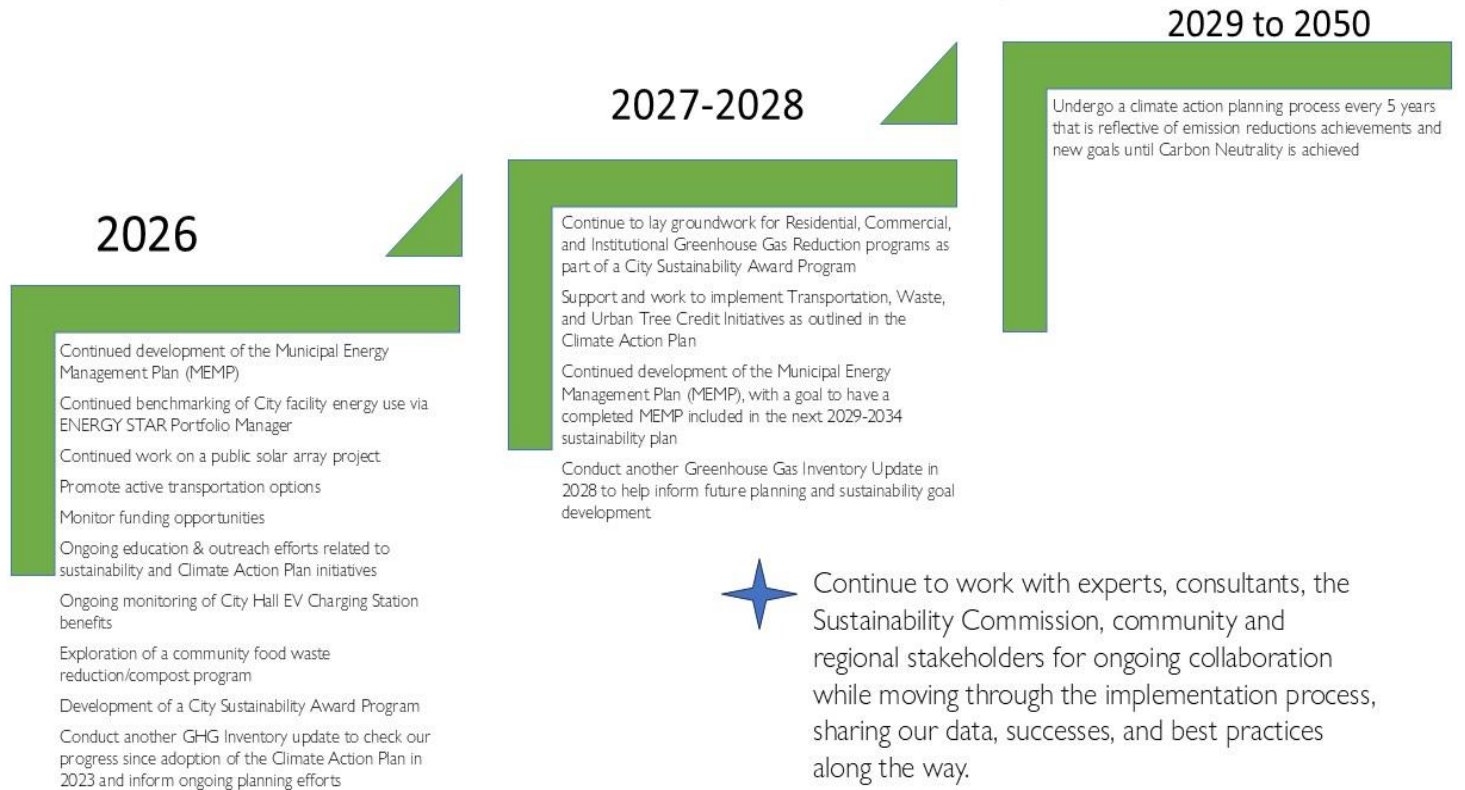 2026
Continued development of the Municipal Energy
Management Plan (MEMP)
Continued benchmarking of City facility energy use via
ENERGY STAR Portfolio Manager
Continued work on a public solar array project
Promote active transportation options
Monitor funding opportunities
Ongoing education & outreach efforts related to
sustainability and Climate Action Plan initiatives
Ongoing monitoring of City Hall EV Charging Station
benefits
Exploration of a community food waste
reduction/compost program
Development of a City Sustainability Award Program
Conduct another GHG Inventory update to check our
progress since adoption of the Climate Action Plan in
2023 and inform ongoing planning efforts
2027-2028
Continue to lay groundwork for Residential, Commercial,
and Institutional Greenhouse Gas Reduction programs as
part of a City Sustainability Award Program
Support and work to implement Transportation, Waste,
and Urban Tree Credit Initiatives as outlined in the
Climate Action Plan
Continued development of the Municipal Energy
Management Plan (MEMP), with a goal to have a
completed MEMP included in the next 2029-2034
sustainability plan
Conduct another Greenhouse Gas Inventory Update in
2028 to help inform future planning and sustainability goal
development
2029 to 2050
Undergo a climate action planning process every 5 years
that is reflective of emission reductions achievements and
new goals until Carbon Neutrality is achieved
Continue to work with experts, consultants, the
Sustainability Commission, community and
regional stakeholders for ongoing collaboration
while moving through the implementation process,
sharing our data, successes, and best practices
along the way.